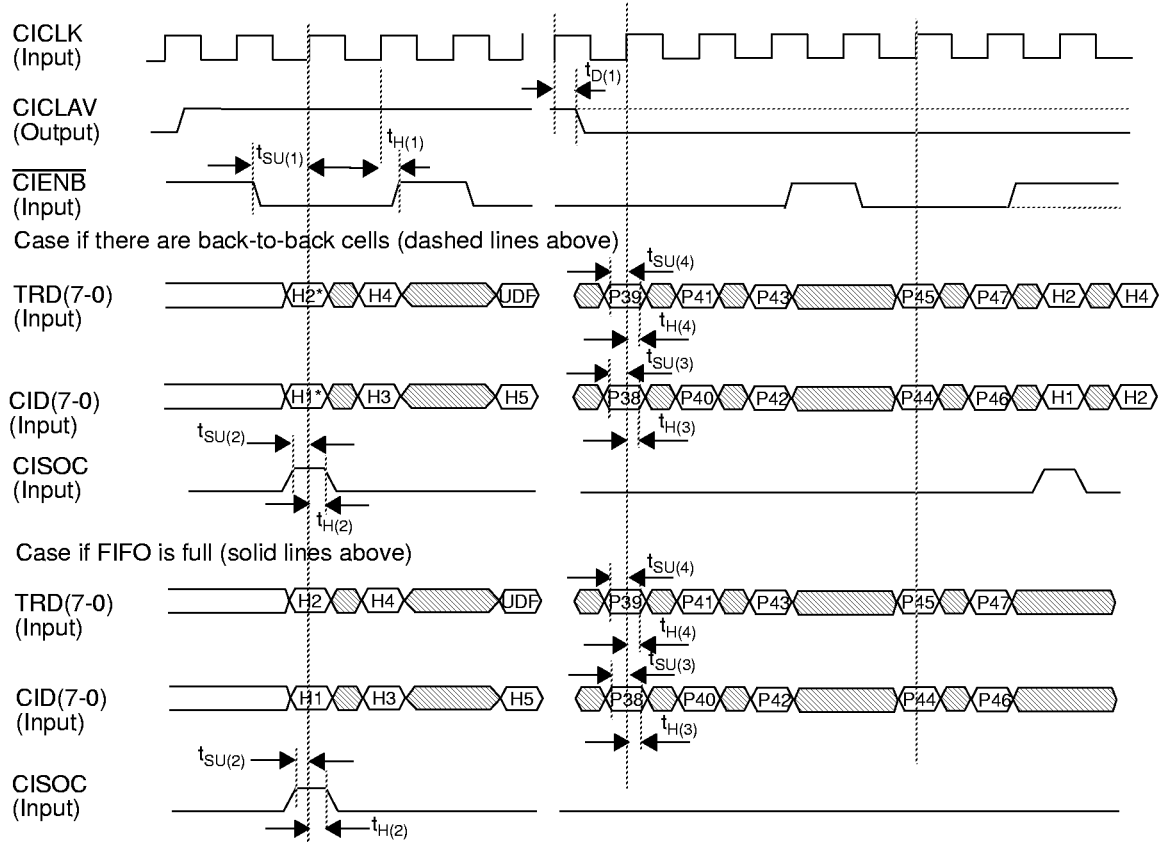 CICLK
(Input)
tD(1)
CICLAV
(Output)
tSU(1)
tH(1)
CIENB
(Input)
Case if there are back-to-back cells (dashed lines above)
tSU(4)
TRD(7-0)
(Input)
H2* H4 UDF P39 P41 P43 P45 P47 H2 H4
tH(4)
tSU(3)
CID(7-0)
(Input)
H1* H3 H5 P38 P40 P42 P44 P46 H1 H2
tSU(2)
tH(3)
CISOC
(Input)
tH(2)
Case if FIFO is full (solid lines above)
tSU(4)
TRD(7-0)
(Input)
H2 H4 UDF P39 P41 P43 P45 P47
tH(4)
tSU(3)
CID(7-0)
(Input)
H1 H3 H5 P38 P40 P42 P44 P46
tH(3)
tSU(2)
CISOC
(Input)
tH(2)